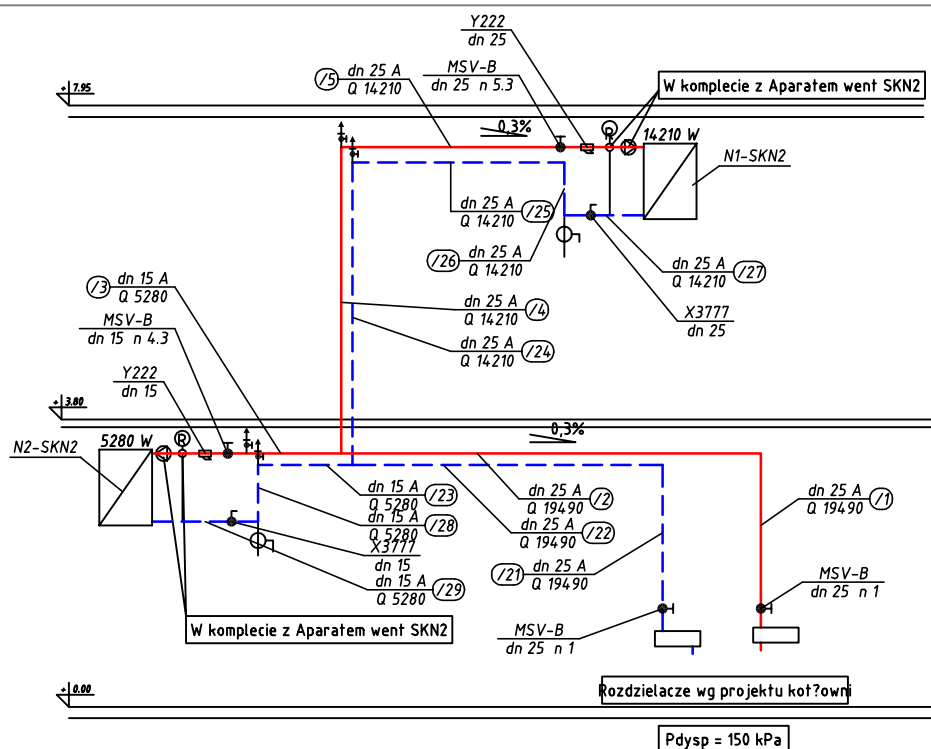 Y222
dn 25
+ 7.95
/5
dn 25 A
Q 14210
MSV-B
dn 25 n 5.3
W komplecie z Aparatem went SKN2
0,3%
R
14210 W
N1-SKN2
dn 25 A
Q 14210
/25
/26
dn 25 A
Q 14210
dn 25 A
Q 14210
/27
/3
dn 15 A
Q 5280
dn 25 A
Q 14210
/4
X3777
dn 25
MSV-B
dn 15 n 4.3
dn 25 A
Q 14210
/24
Y222
dn 15
+ 3.80
0,3%
N2-SKN2
5280 W
R
dn 15 A
Q 5280
/23
dn 25 A
Q 19490
/2
dn 25 A
Q 19490
/1
dn 15 A
Q 5280
/28
dn 25 A
Q 19490
/22
X3777
dn 15
/21
dn 25 A
Q 19490
dn 15 A
Q 5280
/29
MSV-B
dn 25 n 1
W komplecie z Aparatem went SKN2
MSV-B
dn 25 n 1
+ 0.00
Rozdzielacze wg projektu kot?owni
Pdysp = 150 kPa